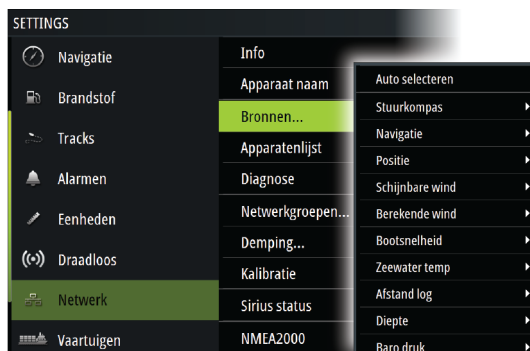 SETTINGS
Navigatie
Brandstof
Tracks
Alarmen
Eenheden
Draadloos
Netwerk
Vaartuigen
Info
Apparaat naam
Bronnen...
Apparatenlijst
Diagnose
Netwerkgroepen...
Demping...
Kalibratie
Sirius status
NMEA2000
Auto selecteren
Stuurkompas
Navigatie
Positie
Schijnbare wind
Berekende wind
Bootsnelheid
Zeewater temp
Afstand log
Diepte
Baro druk